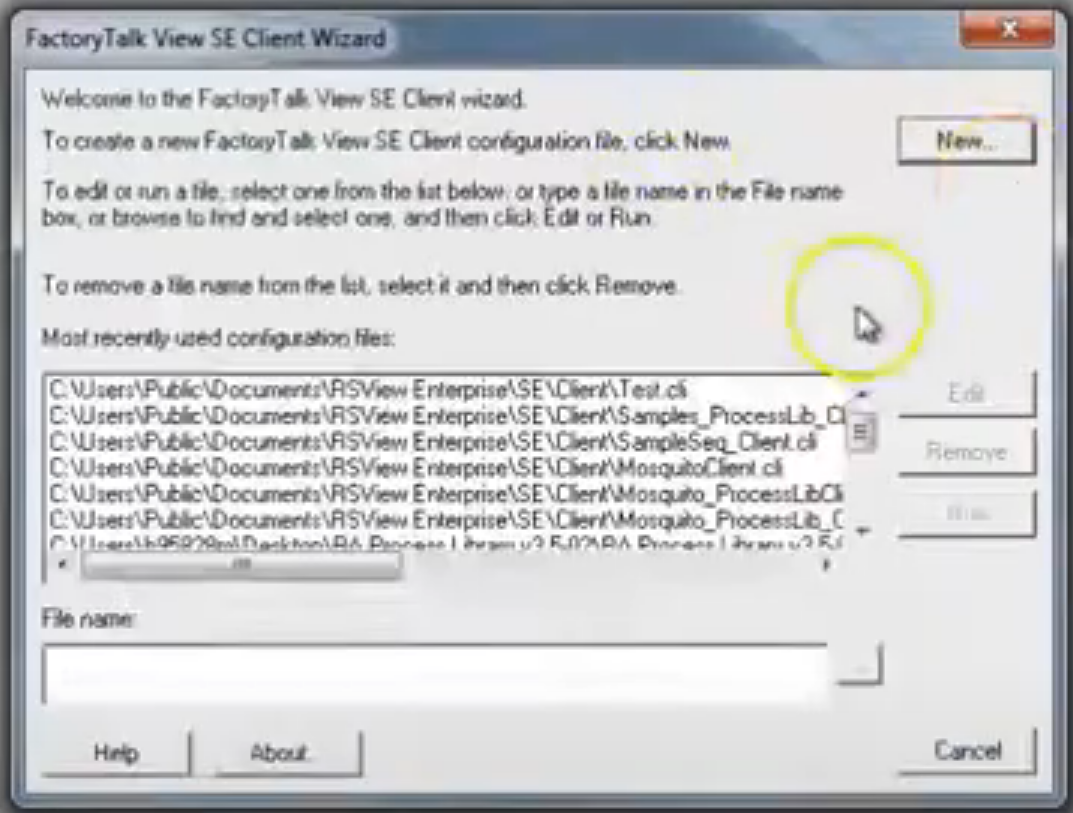 FactoryTalk View SE Client Wizard
Welcome to the FactoryTalk View SE Client wizard.
To create a new FactoryTalk View SE Client configuration file, click New.
New...
To edit or run a file, select one from the list below, or type a file name in the File name
box, or browse to find and select one, and then click Edit or Run.
To remove a file name from the list, select it and then click Remove.
Most recently used configuration files:
C:\Users\Public\Documents\RSView Enterprise\SE\Client\Test.cli
Edit
C:\Users\Public\Documents\RSView Enterprise\SE\Client\Samples_ProcessLib_Cl
C:\Users\Public\Documents\RSView Enterprise\SE\Client\SampleSeq_Client.cli
Remove
C:\Users\Public\Documents\RSView Enterprise\SE\Client\MosquitoClient.cli
C:\Users\Public\Documents\RSView Enterprise\SE\Client\Mosquito_ProcessLibCli
C:\Users\Public\Documents\RSView Enterprise\SE\Client\Mosquito_ProcessLib_C
File name:
...
Help
About
Cancel